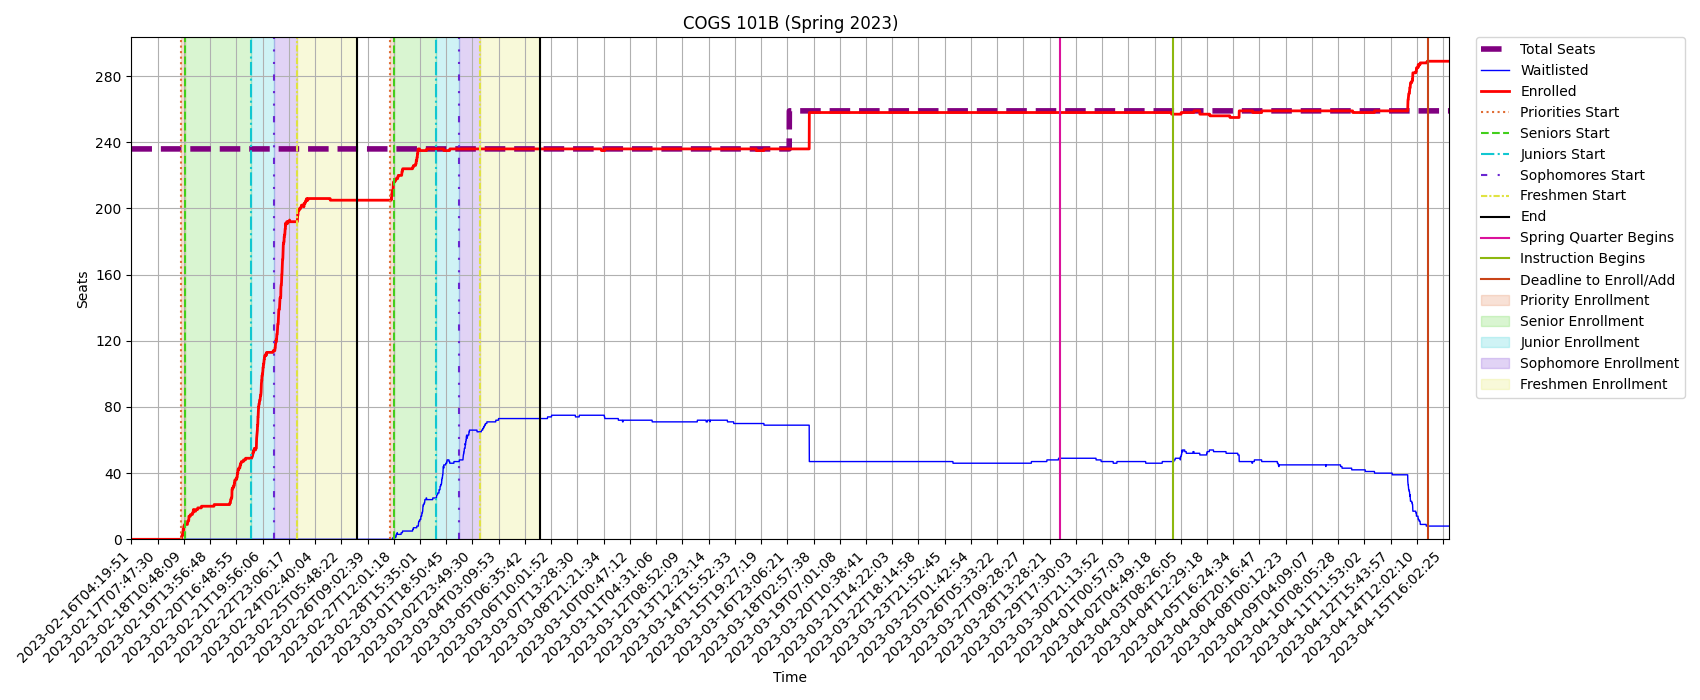 COGS 101B (Spring 2023)
Seats
280
240
200
160
120
80
40
0
2023-02-16T04:19:51
2023-02-17T07:47:30
2023-02-18T10:48:09
2023-02-19T13:56:48
2023-02-20T16:48:55
2023-02-21T19:56:06
2023-02-22T23:06:17
2023-02-24T02:40:04
2023-02-25T05:48:22
2023-02-26T09:02:39
2023-02-27T12:01:18
2023-02-28T15:35:01
2023-03-01T18:50:45
2023-03-02T23:49:30
2023-03-04T03:09:53
2023-03-05T06:35:42
2023-03-06T10:01:52
2023-03-07T13:28:30
2023-03-08T21:21:34
2023-03-10T00:47:12
2023-03-11T04:31:06
2023-03-12T08:52:09
2023-03-13T12:23:14
2023-03-14T15:52:33
2023-03-15T19:27:19
2023-03-16T23:06:21
2023-03-18T02:57:38
2023-03-19T07:01:08
2023-03-20T10:38:41
2023-03-21T14:22:03
2023-03-22T18:14:58
2023-03-23T21:52:45
2023-03-25T01:42:54
2023-03-26T05:33:22
2023-03-27T09:28:27
2023-03-28T13:28:21
2023-03-29T17:30:03
2023-03-30T21:13:52
2023-04-01T00:57:03
2023-04-02T04:49:18
2023-04-03T08:26:05
2023-04-04T12:29:18
2023-04-05T16:24:34
2023-04-06T20:16:47
2023-04-08T00:12:23
2023-04-09T04:09:07
2023-04-10T08:05:28
2023-04-11T11:53:02
2023-04-12T15:43:57
2023-04-14T12:02:10
2023-04-15T16:02:25
Time
Total Seats
Waitlisted
Enrolled
Priorities Start
Seniors Start
Juniors Start
Sophomores Start
Freshmen Start
End
Spring Quarter Begins
Instruction Begins
Deadline to Enroll/Add
Priority Enrollment
Senior Enrollment
Junior Enrollment
Sophomore Enrollment
Freshmen Enrollment